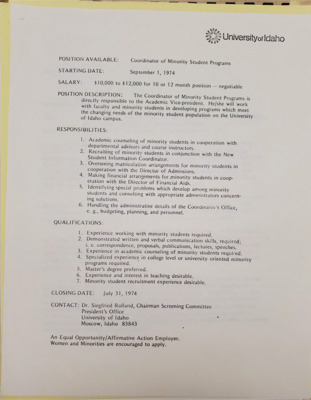 University of Idaho
POSITION AVAILABLE: Coordinator of Minority Student Programs
STARTING DATE: September 1, 1974
SALARY: $10,000 to $12,000 for 10 or 12 month position - negotiable
POSITION DESCRIPTION: The Coordinator of Minority Student Programs is
directly responsible to the Academic Vice-president. He/she will work
with faculty and minority students in developing programs which meet
the changing needs of the minority student population on the University
of Idaho campus.
RESPONSIBILITIES:
1. Academic counseling of minority students in cooperation with
departmental advisors and course instructors.
2. Recruiting of minority students in conjunction with the New
Student Information Coordinator.
3. Overseeing matriculation arrangements for minority students in
cooperation with the Director of Admissions.
4. Making financial arrangements for minority students in coop-
eration with the Director of Financial Aids.
5. Identifying special problems which develop among minority
students and consulting with appropriate administrators concern-
ing solutions.
6. Handling the administrative details of the Coordinator's Office,
e. g., budgeting, planning, and personnel.
QUALIFICATIONS:
1. Experience working with minority students required.
2. Demonstrated written and verbal communication skills, required;
i. e. correspondence, proposals, publications, lectures, speeches.
3. Experience in academic counseling of minority students required.
4. Specialized experience in college level or university oriented minority
programs required.
5. Master's degree preferred.
6. Experience and interest in teaching desirable.
7. Minority student recruitment experience desirable.
CLOSING DATE: July 31, 1974
CONTACT: Dr. Siegfried Rolland, Chairman Screening Committee
President's Office
University of Idaho
Moscow, Idaho 83843
An Equal Opportunity/Affirmative Action Employer.
Women and Minorities are encouraged to apply.